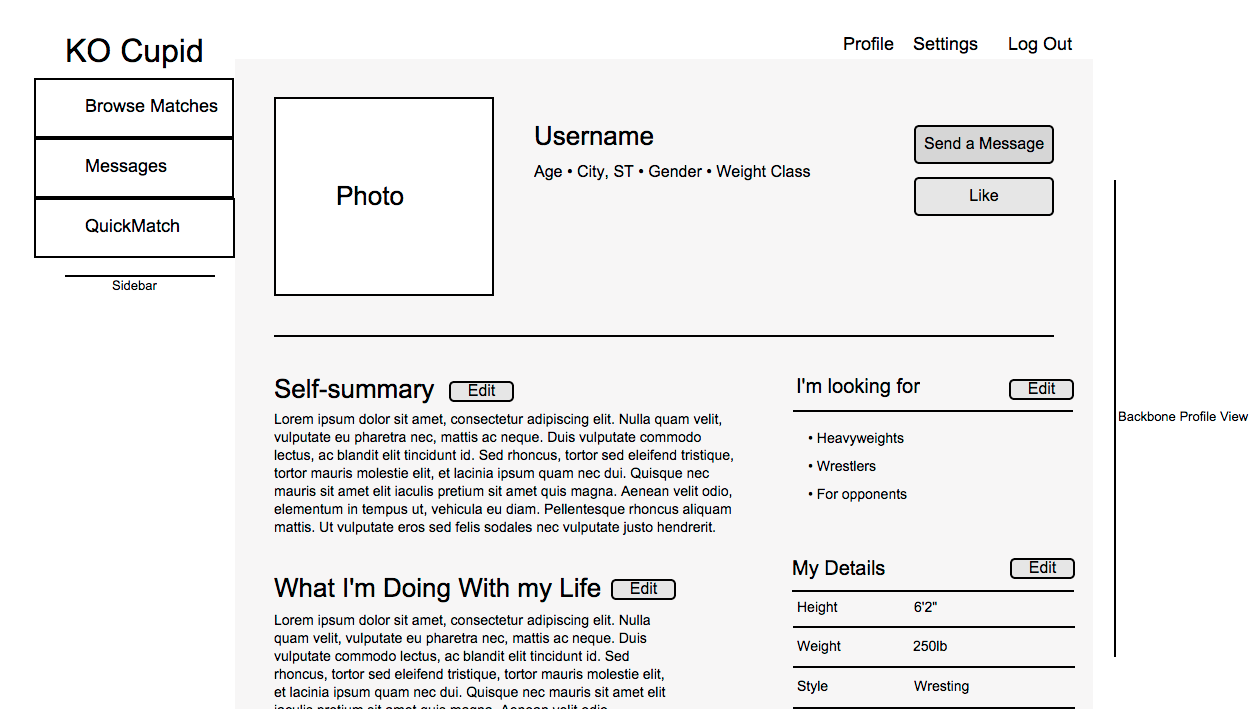 KO Cupid
Profile Settings Log Out
Browse Matches
Messages
QuickMatch
Sidebar
Photo
Username
Age • City, ST • Gender • Weight Class
Send a Message
Like
Self-summary Edit
Lorem ipsum dolor sit amet, consectetur adipiscing elit. Nulla quam velit,
vulputate eu pharetra nec, mattis ac neque. Duis vulputate commodo
lectus, ac blandit elit tincidunt id. Sed rhoncus, tortor sed eleifend tristique,
tortor mauris molestie elit, et lacinia ipsum quam nec dui. Quisque nec
mauris sit amet elit iaculis pretium sit amet quis magna. Aenean velit odio,
elementum in tempus ut, vehicula eu diam. Pellentesque rhoncus aliquam
mattis. Ut vulputate eros sed felis sodales nec vulputate justo hendrerit.
What I'm Doing With my Life Edit
Lorem ipsum dolor sit amet, consectetur adipiscing elit. Nulla
quam velit, vulputate eu pharetra nec, mattis ac neque. Duis
vulputate commodo lectus, ac blandit elit tincidunt id. Sed
rhoncus, tortor sed eleifend tristique, tortor mauris molestie elit,
et lacinia ipsum quam nec dui. Quisque nec mauris sit amet elit
iaculis pretium sit amet quis magna. Aenean velit odio,
I'm looking for Edit
• Heavyweights
• Wrestlers
• For opponents
My Details Edit
Height 6'2"
Weight 250lb
Style Wresting
Backbone Profile View